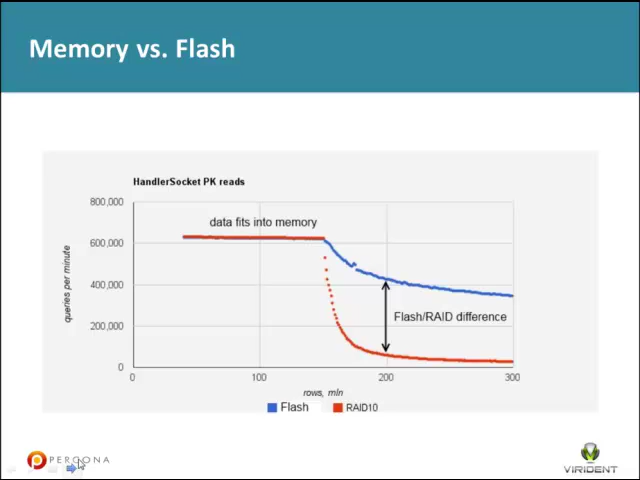 Memory vs. Flash
HandlerSocket PK reads
data fits into memory
800,000
600,000
400,000
200,000
0
queries per minute
Flash/RAID difference
0 100 200 300
rows, mln
Flash RAID10
PERCONA
VIRIDENT